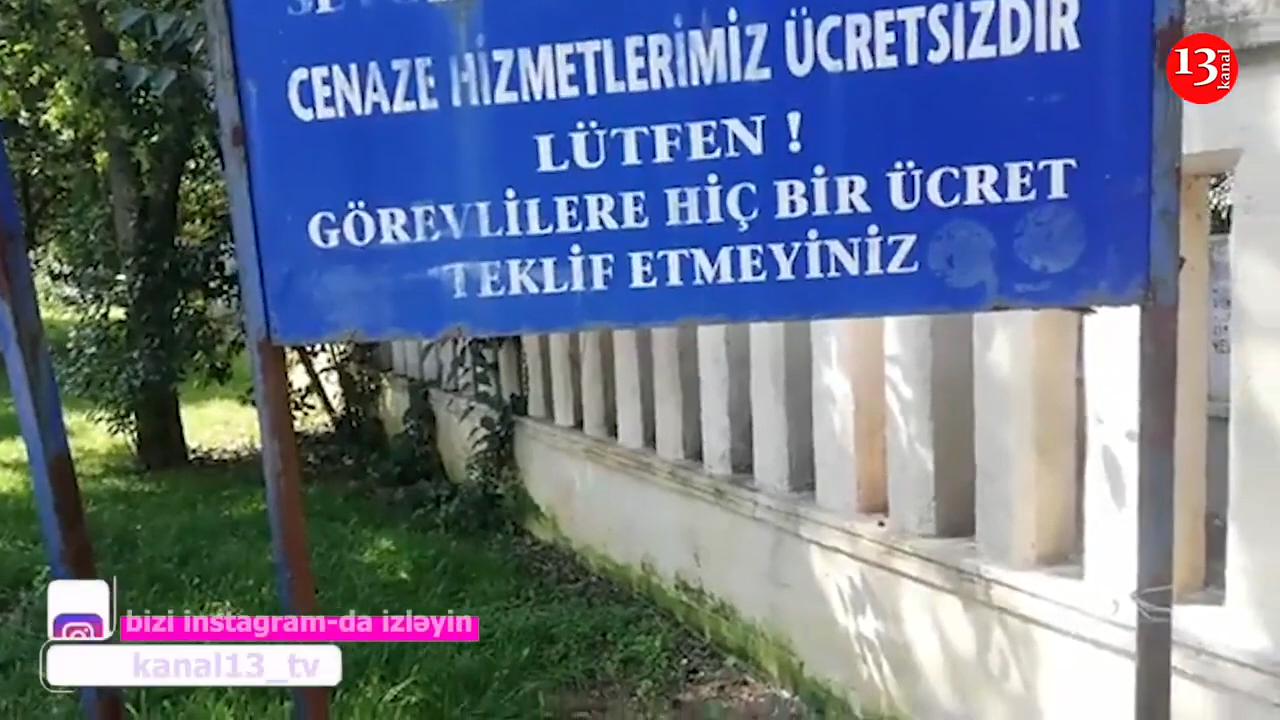 CENAZE HİZMETLERİMİZ ÜCRETSİZDİR
LÜTFEN !
GÖREVLİLERE HİÇ BİR ÜCRET
TEKLİF ETMEYİNİZ
13 kanal
bizi instagram-da izləyin
kanal13_tv